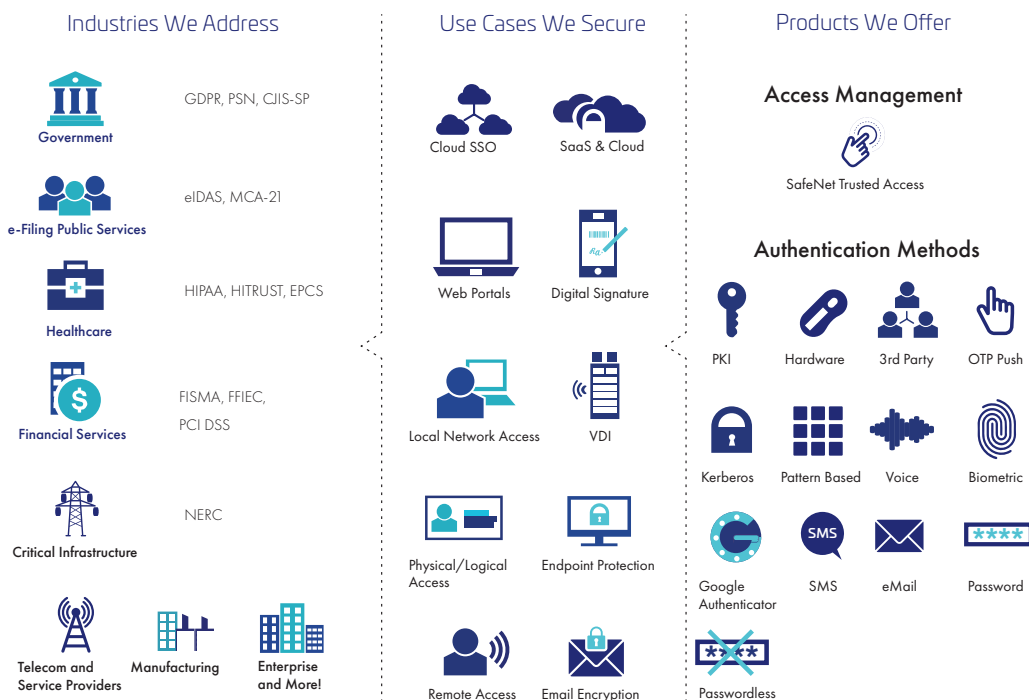 Industries We Address
Government
GDPR, PSN, CJIS-SP
e-Filing Public Services
eIDAS, MCA-21
Healthcare
HIPAA, HITRUST, EPCS
$
Financial Services
FISMA, FFIEC,
PCI DSS
Critical Infrastructure
NERC
Telecom and
Service Providers
Manufacturing
Enterprise
and More!
Use Cases We Secure
Cloud SSO
SaaS & Cloud
Web Portals
Digital Signature
Local Network Access
VDI
Physical/Logical
Access
Endpoint Protection
Remote Access
Email Encryption
Products We Offer
Access Management
SafeNet Trusted Access
Authentication Methods
PKI
Hardware
3rd Party
OTP Push
Kerberos
Pattern Based
Voice
Biometric
Google
Authenticator
SMS
SMS
eMail
****
Password
****
Passwordless